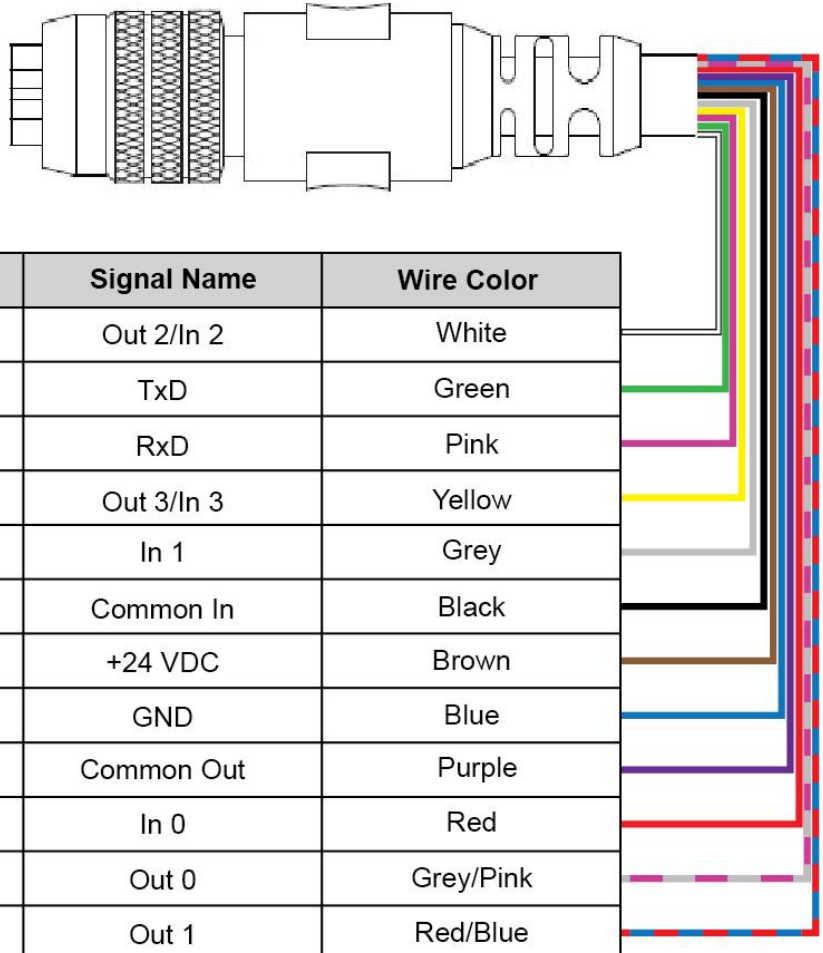 Signal Name Wire Color
Out 2/In 2 White
TxD Green
RxD Pink
Out 3/In 3 Yellow
In 1 Grey
Common In Black
+24 VDC Brown
GND Blue
Common Out Purple
In 0 Red
Out 0 Grey/Pink
Out 1 Red/Blue